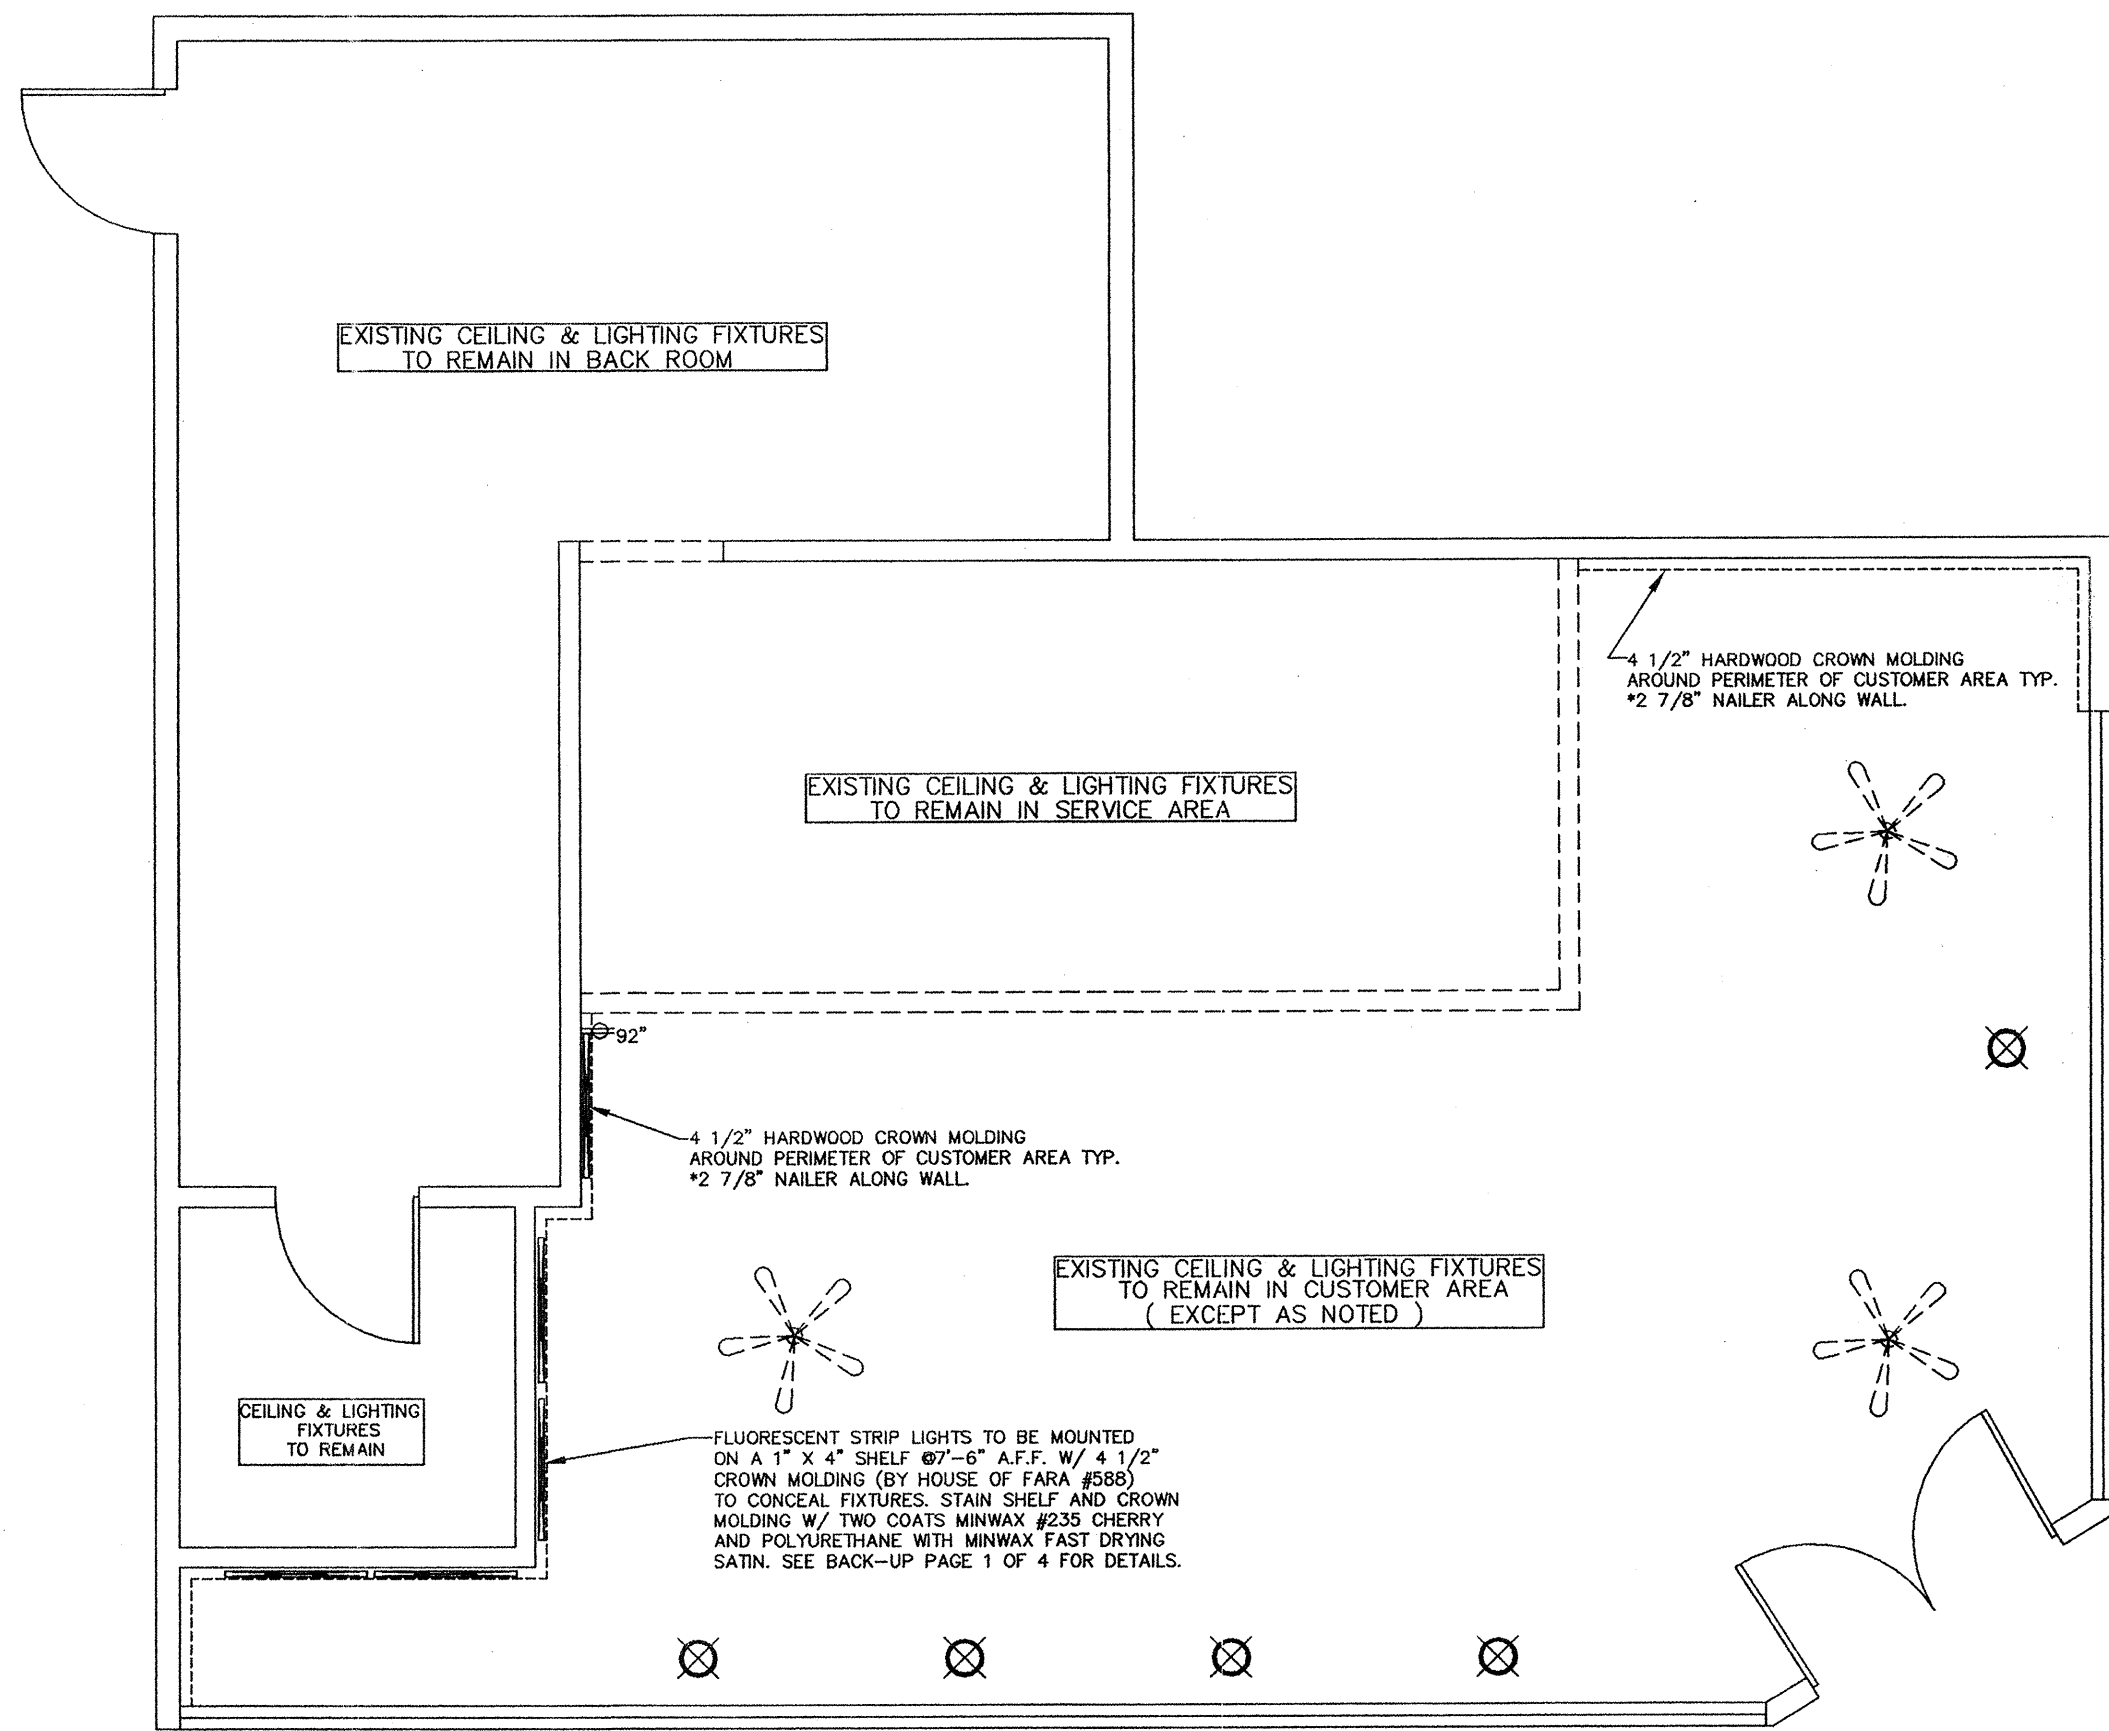 EXISTING CEILING & LIGHTING FIXTURES
TO REMAIN IN BACK ROOM
4 1/2" HARDWOOD CROWN MOLDING
AROUND PERIMETER OF CUSTOMER AREA TYP.
*2 7/8" NAILER ALONG WALL.
EXISTING CEILING & LIGHTING FIXTURES
TO REMAIN IN SERVICE AREA
92"
4 1/2" HARDWOOD CROWN MOLDING
AROUND PERIMETER OF CUSTOMER AREA TYP.
*2 7/8" NAILER ALONG WALL.
EXISTING CEILING & LIGHTING FIXTURES
TO REMAIN IN CUSTOMER AREA
( EXCEPT AS NOTED )
CEILING & LIGHTING
FIXTURES
TO REMAIN
FLUORESCENT STRIP LIGHTS TO BE MOUNTED
ON A 1" X 4" SHELF @7'-6" A.F.F. W/ 4 1/2"
CROWN MOLDING (BY HOUSE OF FARA #588)
TO CONCEAL FIXTURES. STAIN SHELF AND CROWN
MOLDING W/ TWO COATS MINWAX #235 CHERRY
AND POLYURETHANE WITH MINWAX FAST DRYING
SATIN. SEE BACK-UP PAGE 1 OF 4 FOR DETAILS.